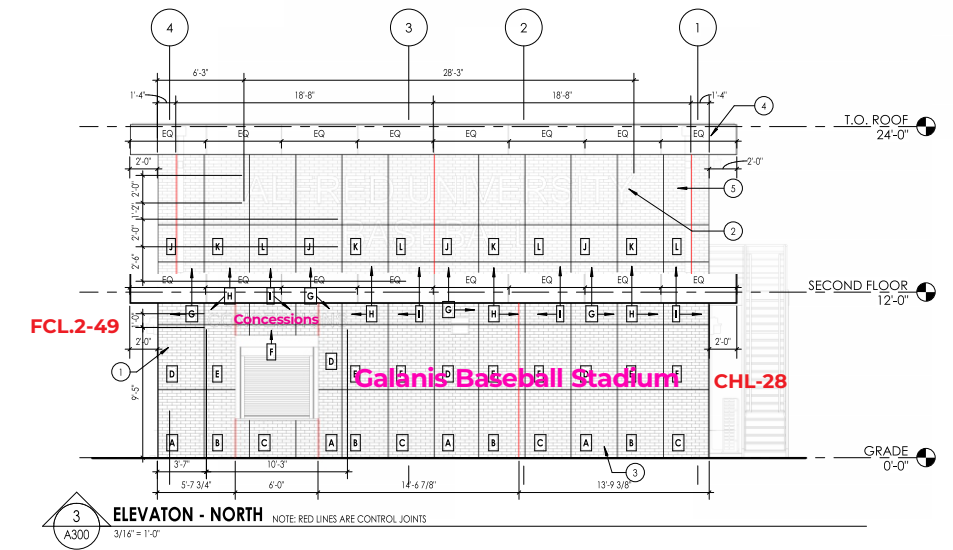 4 3 2 1
6'-3" 28'-3"
1'-4" 18'-8" 18'-8" 1'-4"
4
EQ EQ EQ EQ EQ EQ EQ EQ
T.O. ROOF
24'-0"
2'-0" 2'-0"
ALFRED UNIVERSITY
5
2'-0"
1'-2"
2
2'-0"
J K L J K L J K L J K L
2'-6"
EQ EQ EQ EQ EQ EQ EQ EQ
SECOND FLOOR
12'-0"
H I G
G H I G H I G H I
Concessions
FCL.2-49
1'-0"
2'-0" 2'-0"
F
D
1
D E
Galanis Baseball Stadium
CHL-28
9'-5"
A B C A B C A B C A B C
GRADE
0'-0"
3'-7" 10'-3"
3
5'-7 3/4" 6'-0" 14'-6 7/8" 13'-9 3/8"
3
A300
ELEVATON - NORTH NOTE: RED LINES ARE CONTROL JOINTS
3/16" = 1'-0"